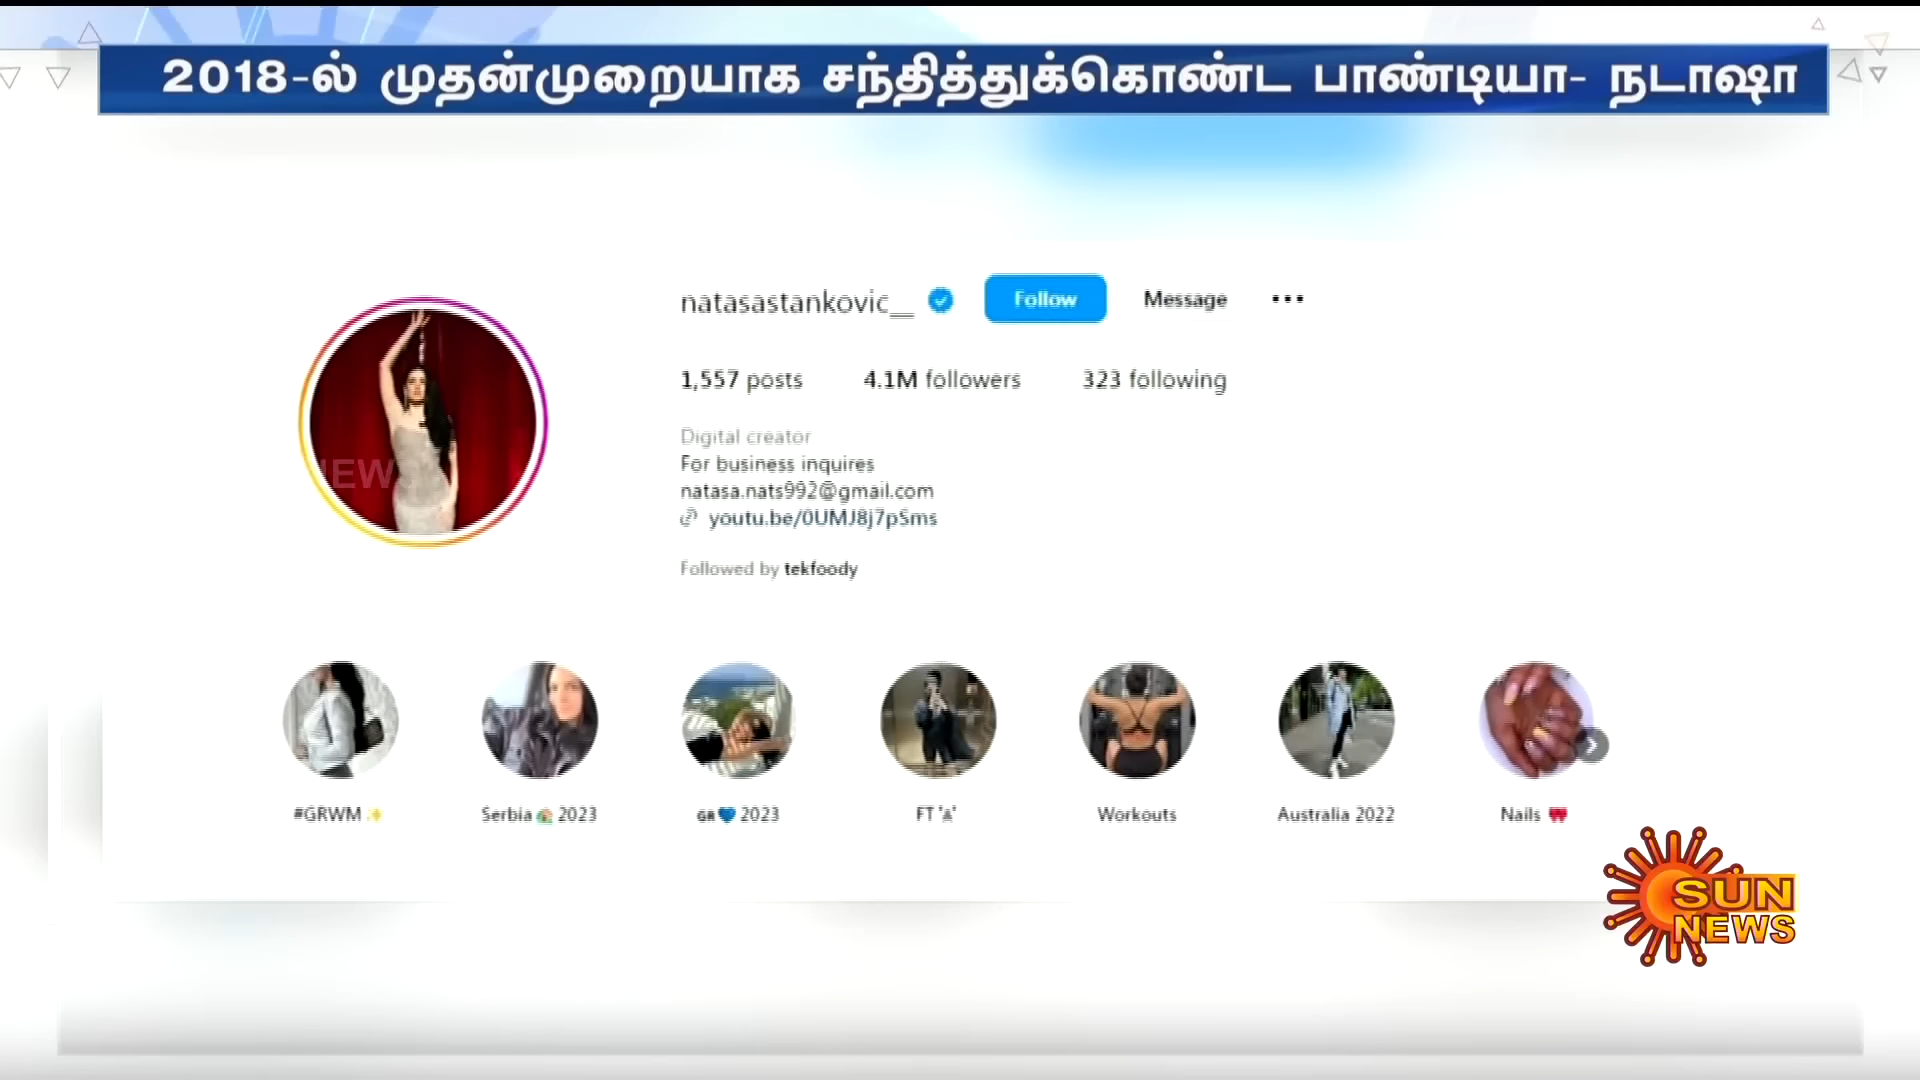 2018-ல் முதன்முறையாக சந்தித்துக்கொண்ட பாண்டியா- நடாஷா
natasastankovic__ Follow Message ...
1,557 posts 4.1M followers 323 following
Digital creator
For business inquires
natasa.nats992@gmail.com
youtu.be/0UMJ8j7pSms
Followed by tekfoody
NEWS
#GRWM✨ Serbia 2023 GR💙 2023 FT Workouts Australia 2022 Nails
SUN
NEWS